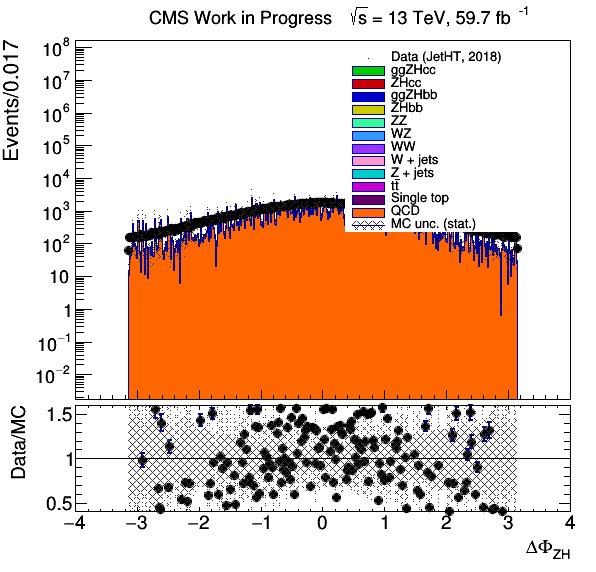 CMS Work in Progress √s = 13 TeV, 59.7 fb⁻¹
Events/0.017
10⁸
10⁷
10⁶
10⁵
10⁴
10³
10²
10
1
10⁻¹
10⁻²
Data (JetHT, 2018)
ggZHcc
ZHcc
ggZHbb
ZHbb
ZZ
WZ
WW
W + jets
Z + jets
tt̄
Single top
QCD
MC unc. (stat.)
Data/MC
1.5
1
0.5
−4 −3 −2 −1 0 1 2 3 4
ΔΦ_ZH